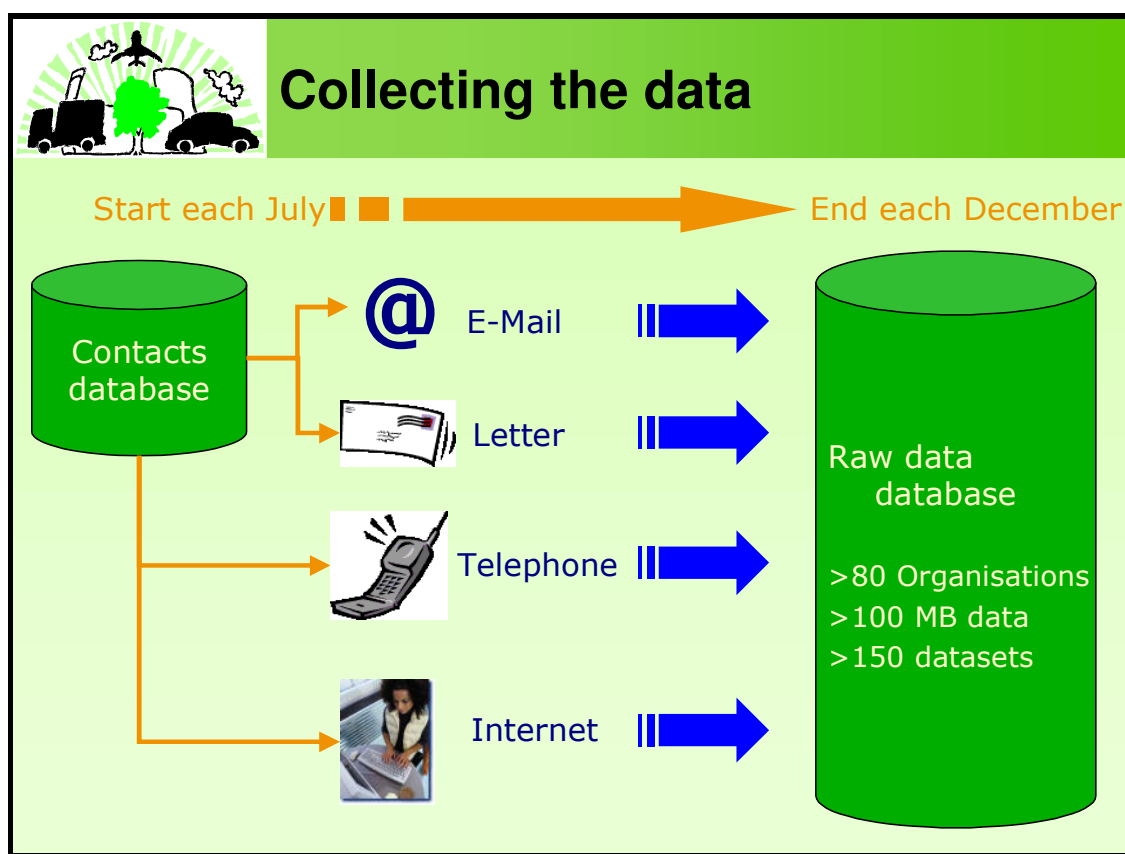 Collecting the data
Start each July
End each December
Contacts
database
@
E-Mail
Letter
Telephone
Internet
Raw data
database
>80 Organisations
>100 MB data
>150 datasets